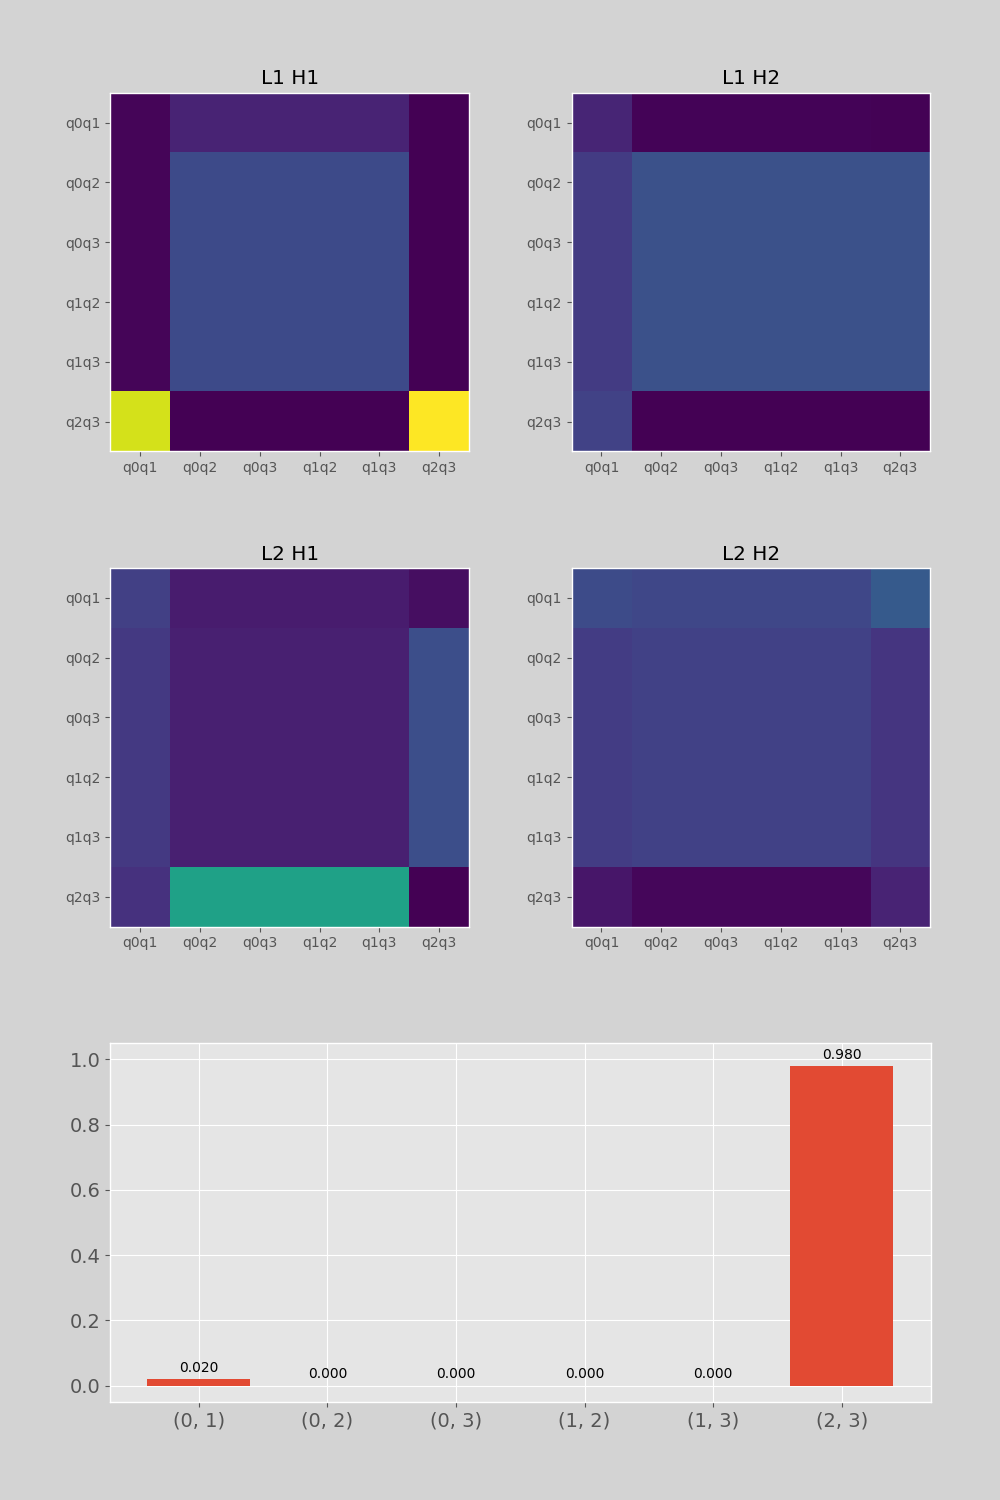 L1 H1 L1 H2
q0q1 q0q1
q0q2 q0q2
q0q3 q0q3
q1q2 q1q2
q1q3 q1q3
q2q3 q2q3
q0q1 q0q2 q0q3 q1q2 q1q3 q2q3 q0q1 q0q2 q0q3 q1q2 q1q3 q2q3
L2 H1 L2 H2
q0q1 q0q1
q0q2 q0q2
q0q3 q0q3
q1q2 q1q2
q1q3 q1q3
q2q3 q2q3
q0q1 q0q2 q0q3 q1q2 q1q3 q2q3 q0q1 q0q2 q0q3 q1q2 q1q3 q2q3
1.0 0.980
0.8
0.6
0.4
0.2
0.020 0.000 0.000 0.000 0.000
0.0
(0, 1) (0, 2) (0, 3) (1, 2) (1, 3) (2, 3)